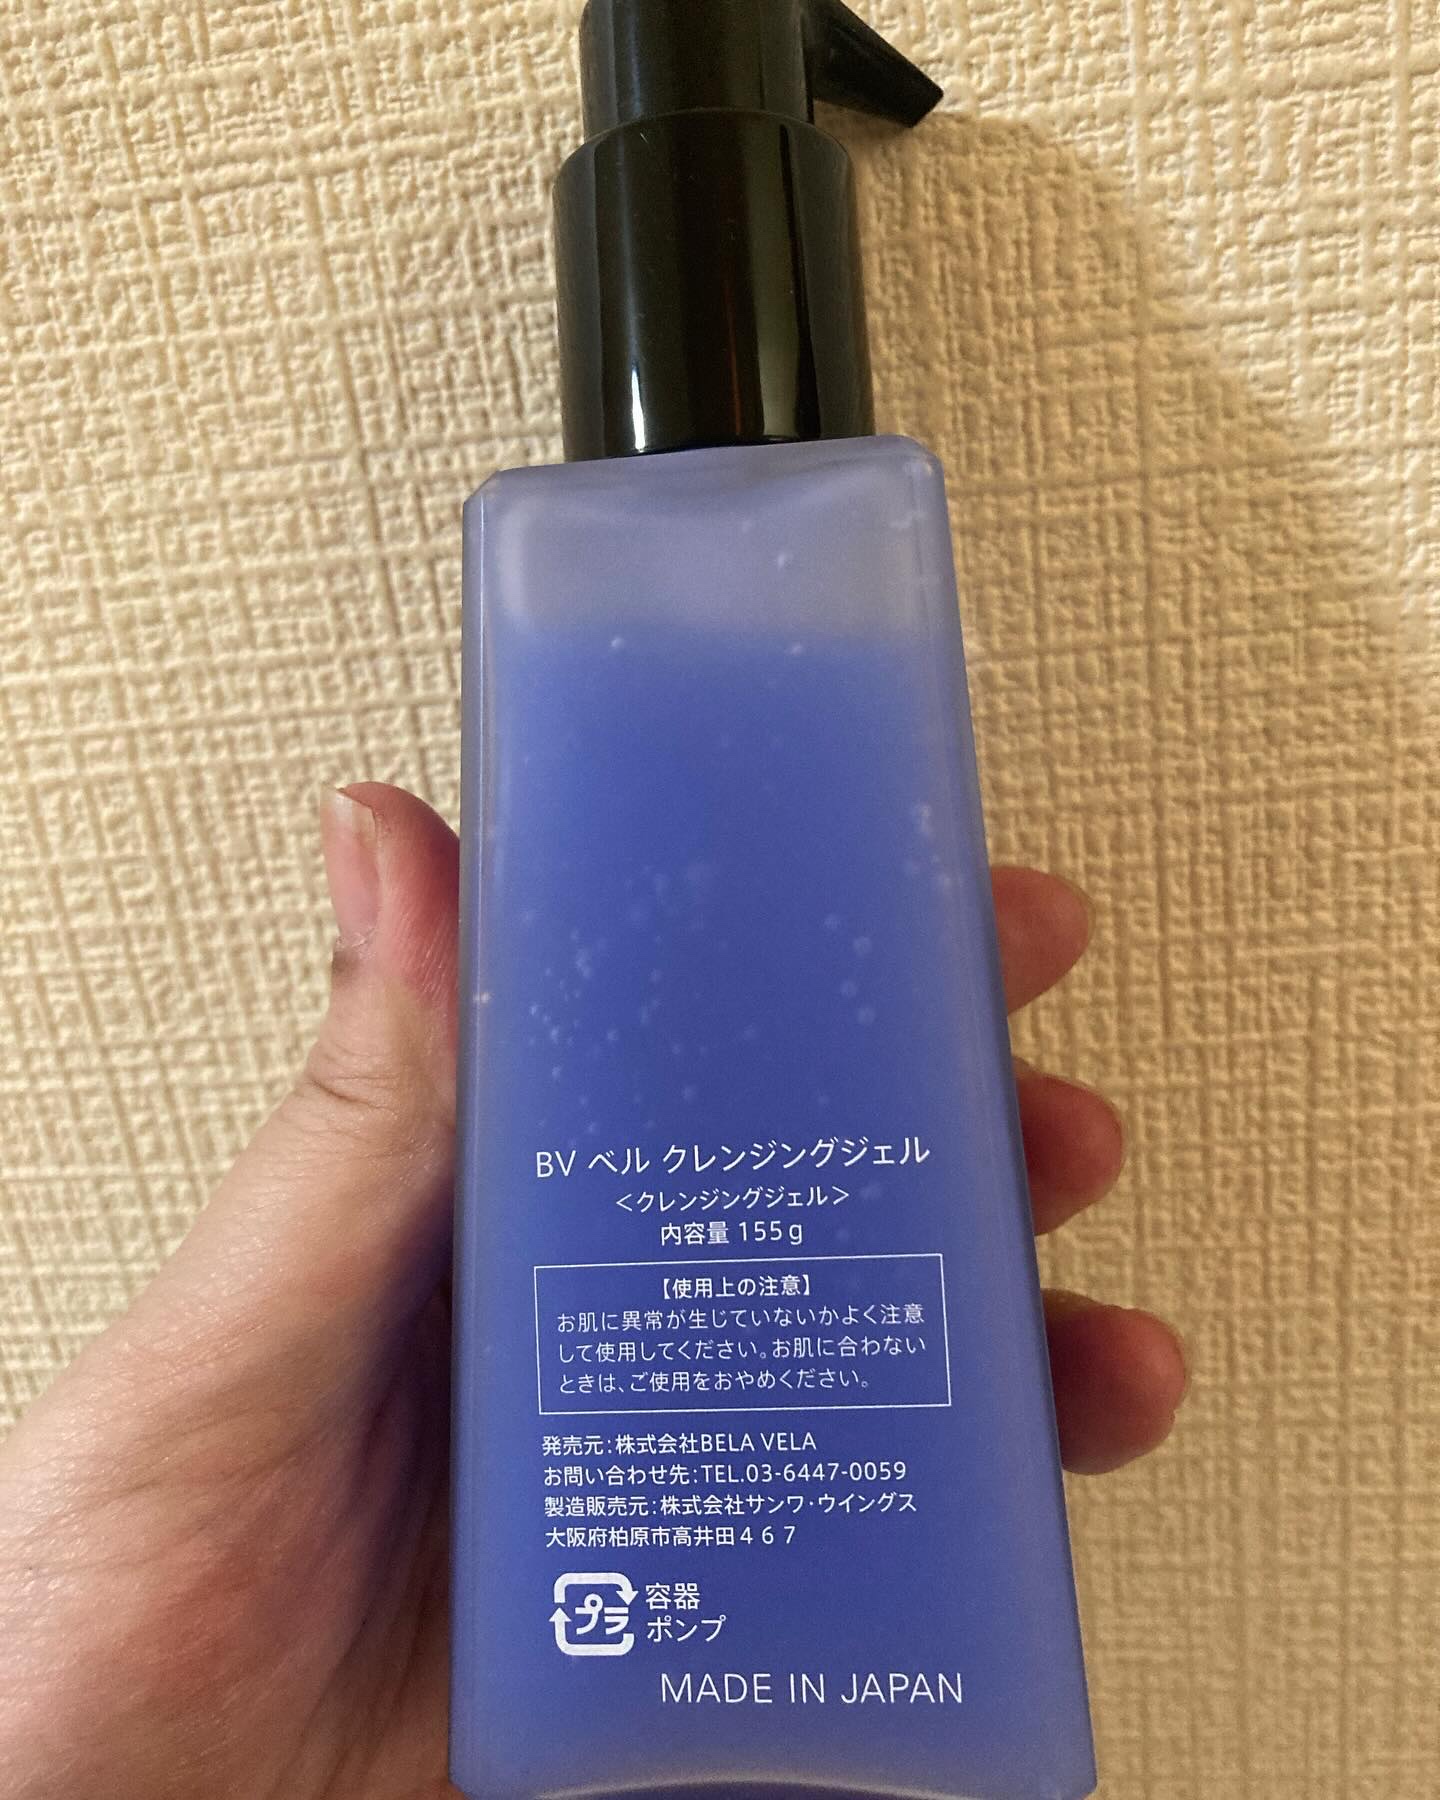 BV ベル クレンジングジェル
＜クレンジングジェル＞
内容量 155g
【使用上の注意】
お肌に異常が生じていないかよく注意
して使用してください。お肌に合わない
ときは、ご使用をおやめください。
発売元：株式会社BELA VELA
お問い合わせ先：TEL.03-6447-0059
製造販売元：株式会社サンワ・ウイングス
大阪府柏原市高井田４６７
プラ 容器
ポンプ
MADE IN JAPAN